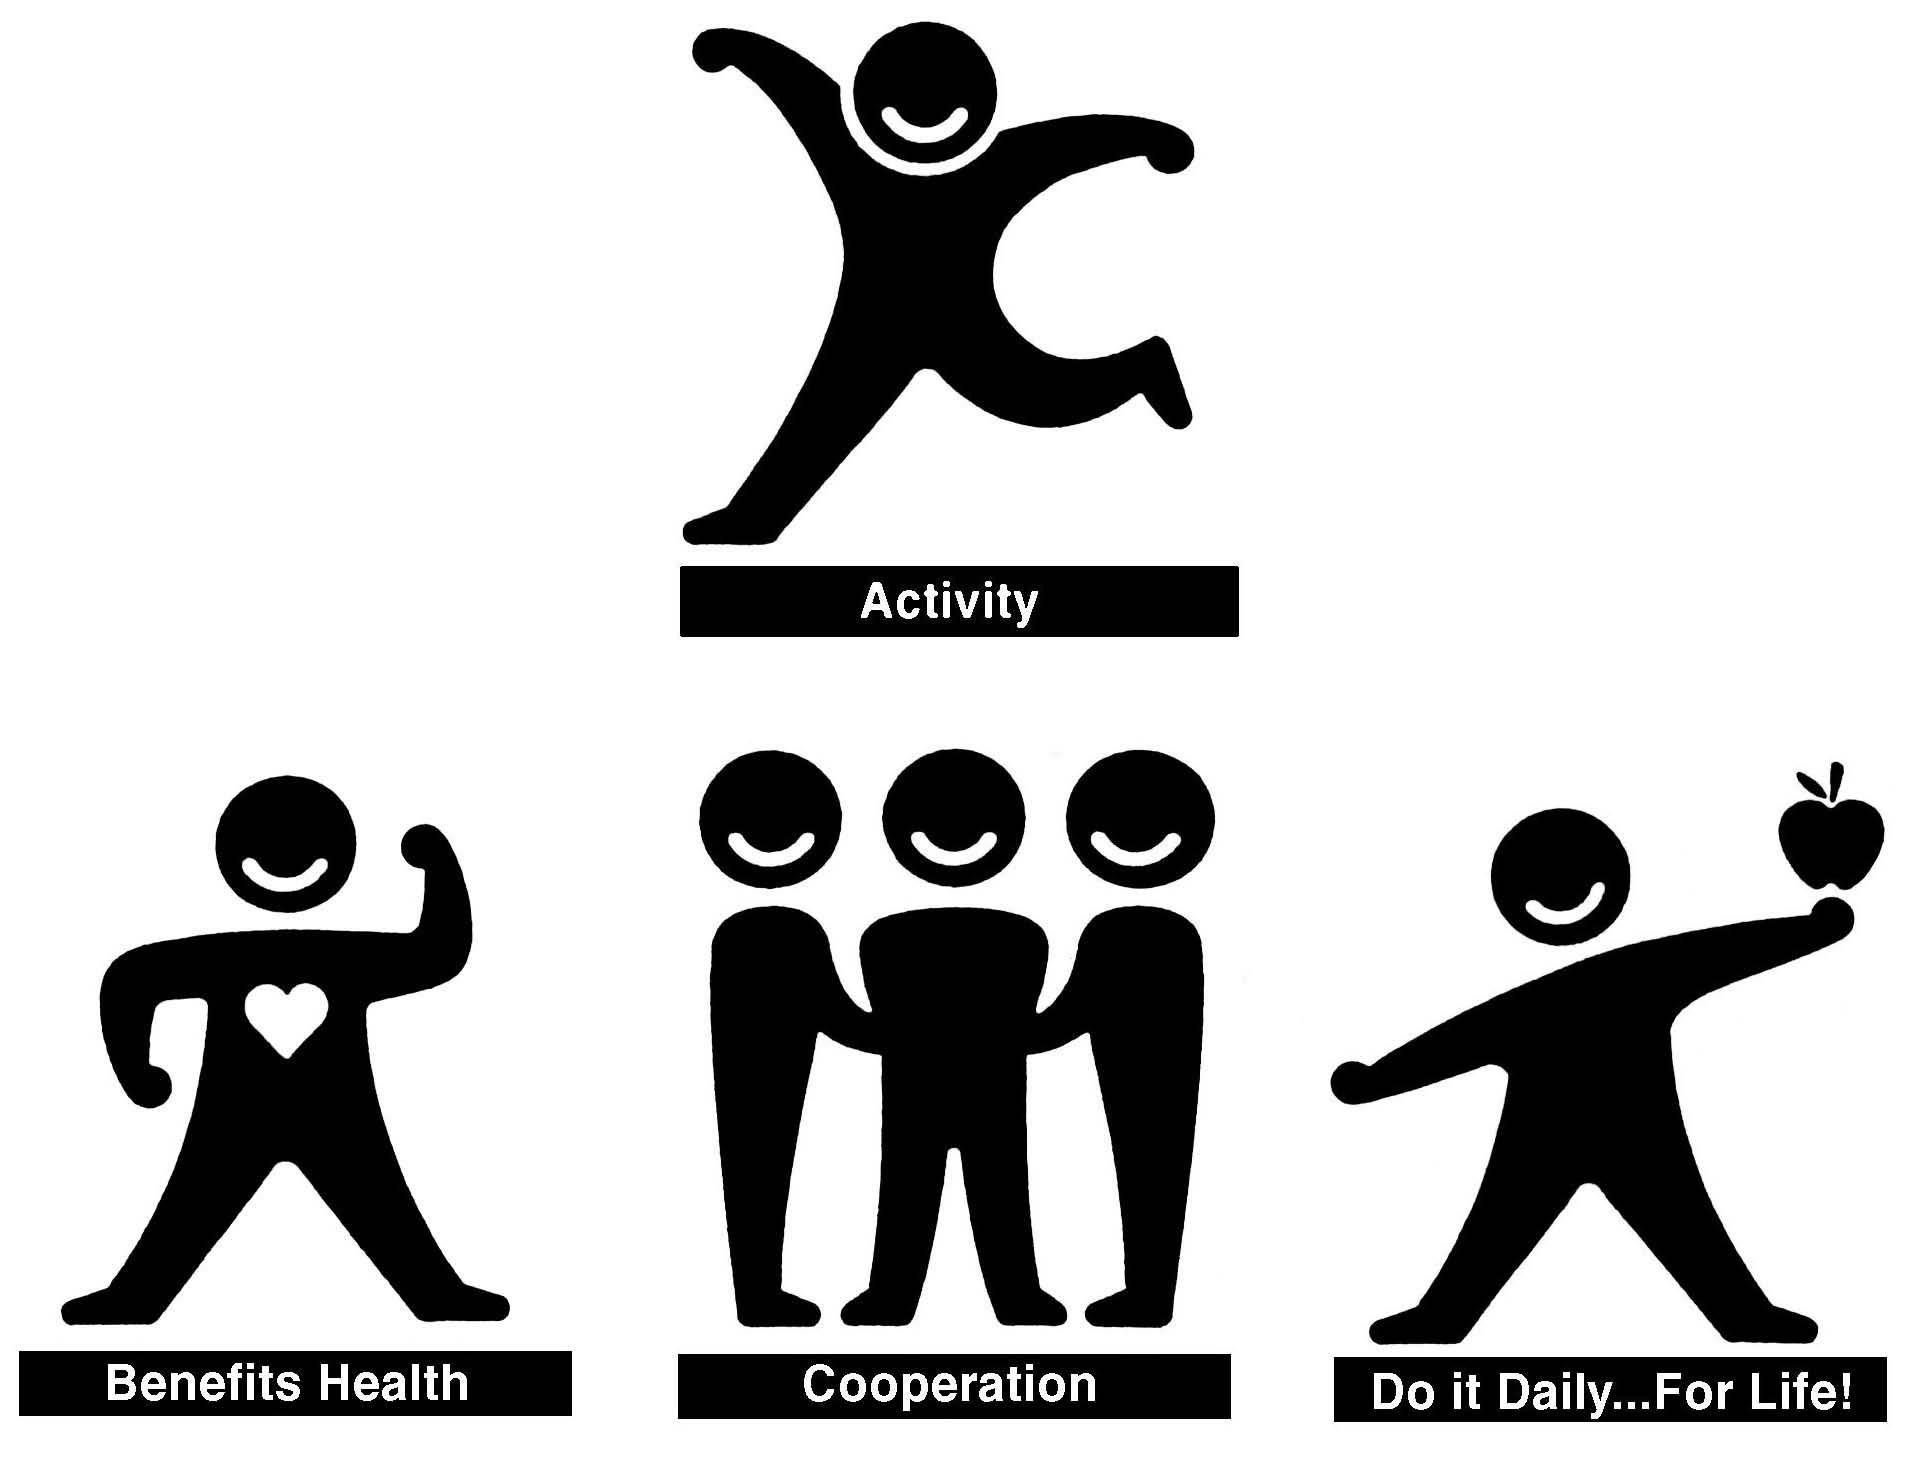 Activity
Benefits Health
Cooperation
Do it Daily...For Life!